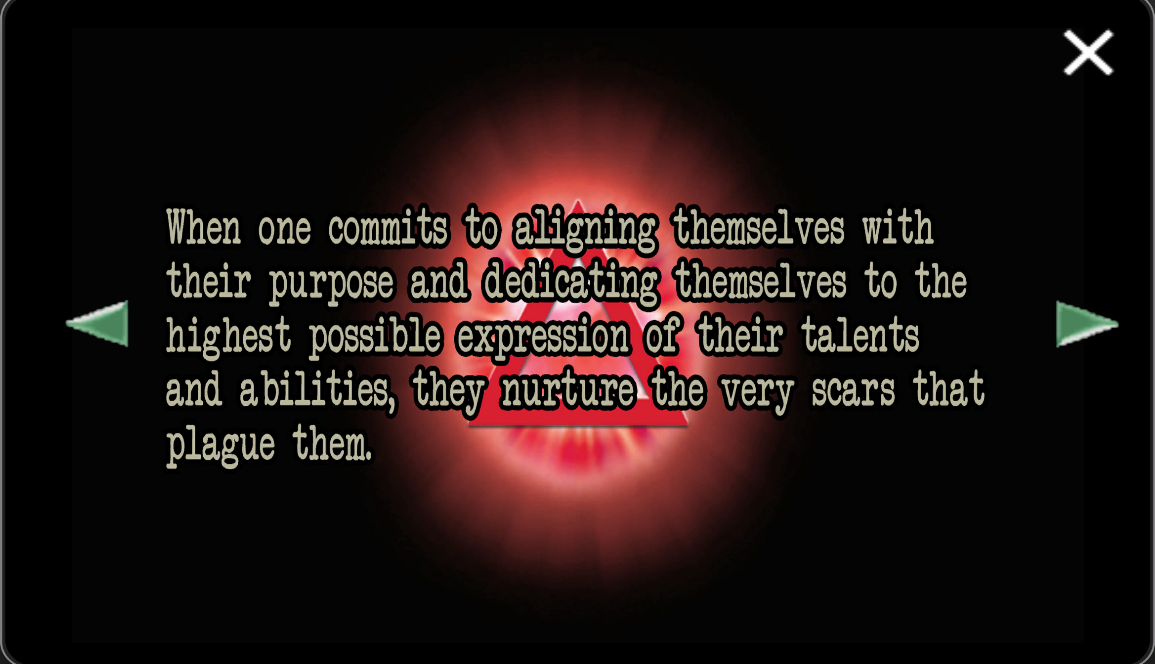 When one commits to aligning themselves with
their purpose and dedicating themselves to the
highest possible expression of their talents
and abilities, they nurture the very scars that
plague them.